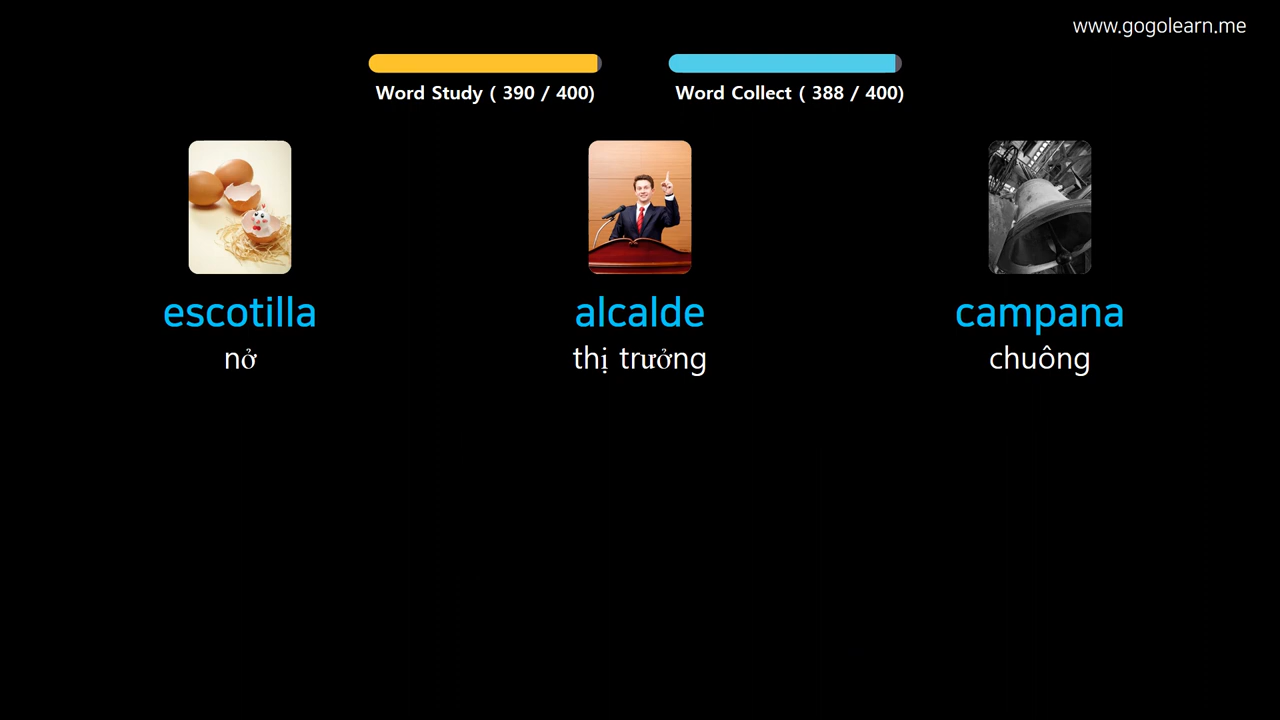 www.gogolearn.me
Word Study ( 390 / 400)
Word Collect ( 388 / 400)
escotilla
alcalde
campana
nở
thị trưởng
chuông